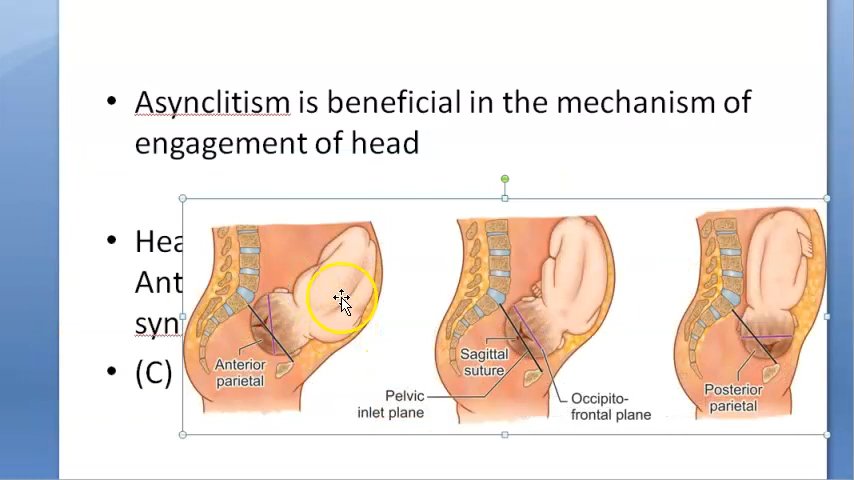 • Asynclitism is beneficial in the mechanism of
engagement of head
• Hea
Ant
syn
• (C)
Anterior
parietal
Sagittal
suture
Pelvic
inlet plane
Occipito-
frontal plane
Posterior
parietal